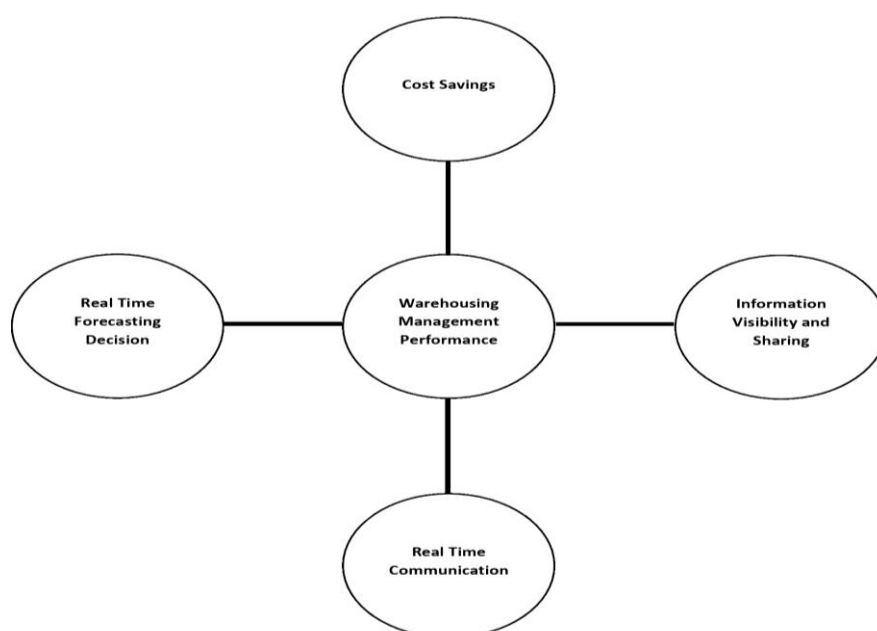 Cost Savings
Real Time
Forecasting
Decision
Warehousing
Management
Performance
Information
Visibility and
Sharing
Real Time
Communication